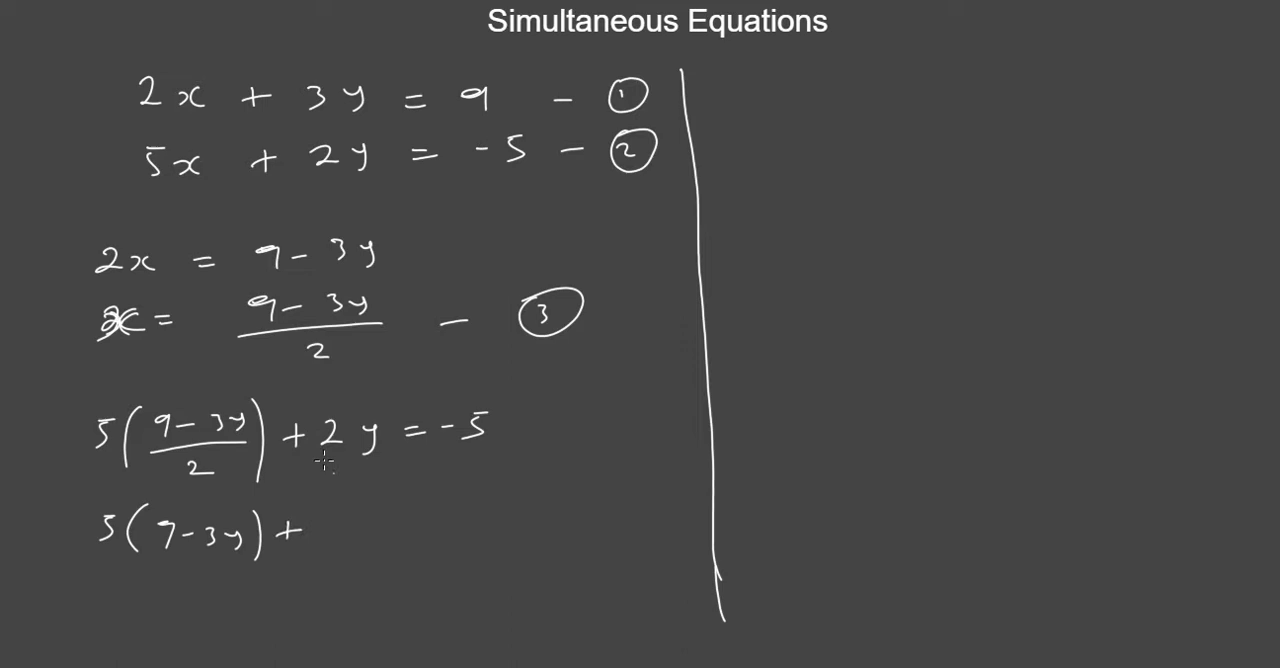 Simultaneous Equations
2x + 3y = 9 - ①
5x + 2y = -5 - ②
2x = 9 - 3y
x = (9 - 3y)/2 - ③
5((9 - 3y)/2) + 2y = -5
5(9 - 3y) +